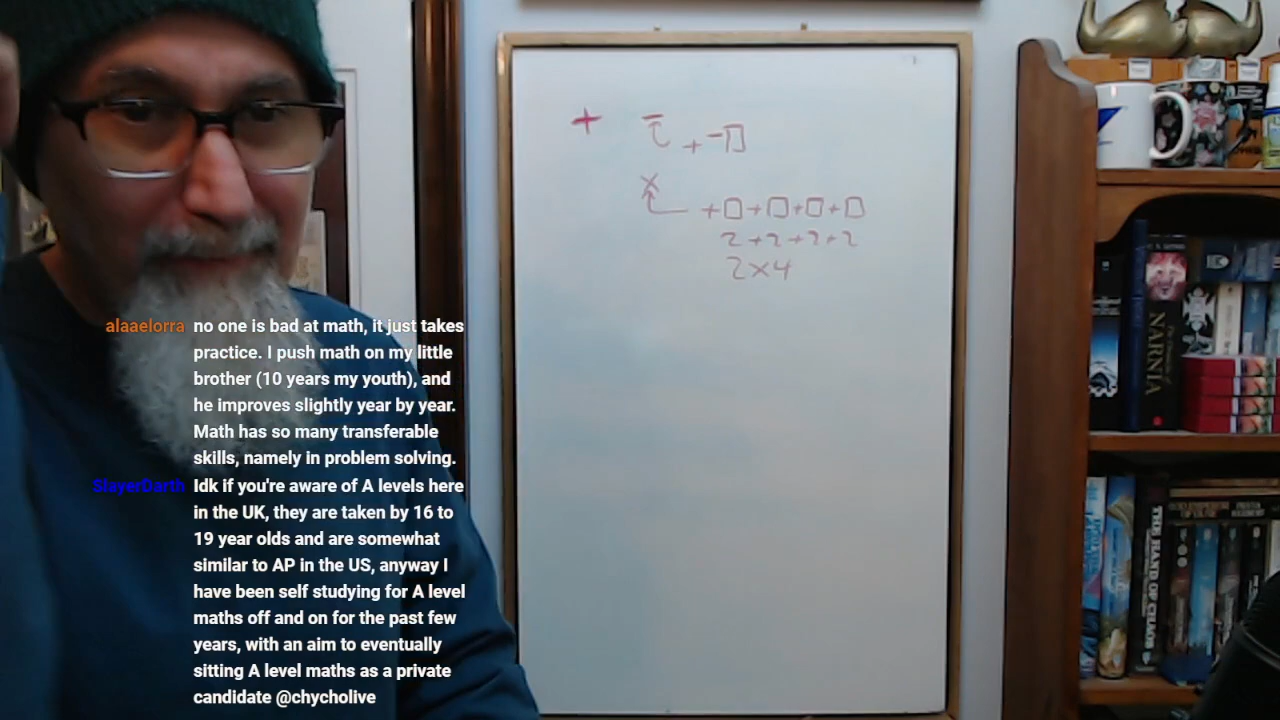 + - + -□
× +□+□+□+□
2+2+2+2
2×4
alaaelorra no one is bad at math, it just takes
practice. I push math on my little
brother (10 years my youth), and
he improves slightly year by year.
Math has so many transferable
skills, namely in problem solving.
SlayerDarth Idk if you're aware of A levels here
in the UK, they are taken by 16 to
19 year olds and are somewhat
similar to AP in the US, anyway I
have been self studying for A level
maths off and on for the past few
years, with an aim to eventually
sitting A level maths as a private
candidate @chycholive
NARNIA
THE HAND OF CHAOS